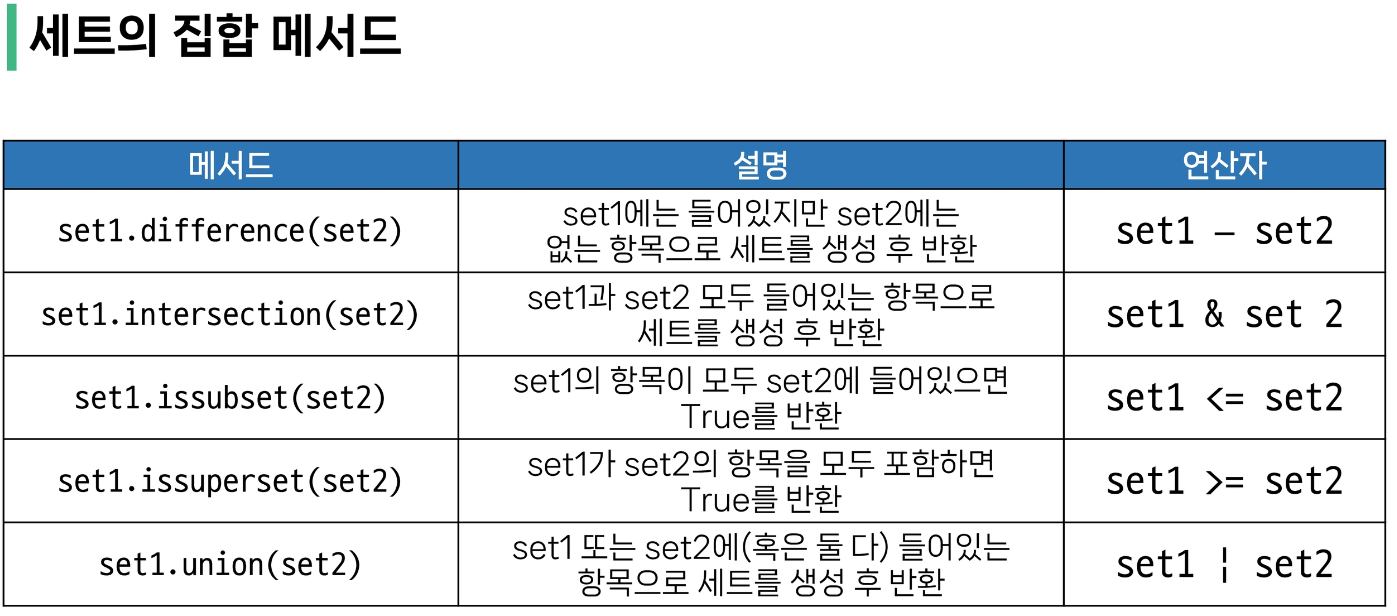 세트의 집합 메서드
메서드 설명 연산자
set1에는 들어있지만 set2에는
set1.difference(set2) set1 – set2
없는 항목으로 세트를 생성 후 반환
set1과 set2 모두 들어있는 항목으로
set1.intersection(set2) set1 & set 2
세트를 생성 후 반환
set1의 항목이 모두 set2에 들어있으면
set1.issubset(set2) set1 <= set2
True를 반환
set1가 set2의 항목을 모두 포함하면
set1.issuperset(set2) set1 >= set2
True를 반환
set1 또는 set2에(혹은 둘 다) 들어있는
set1.union(set2) set1 ¦ set2
항목으로 세트를 생성 후 반환